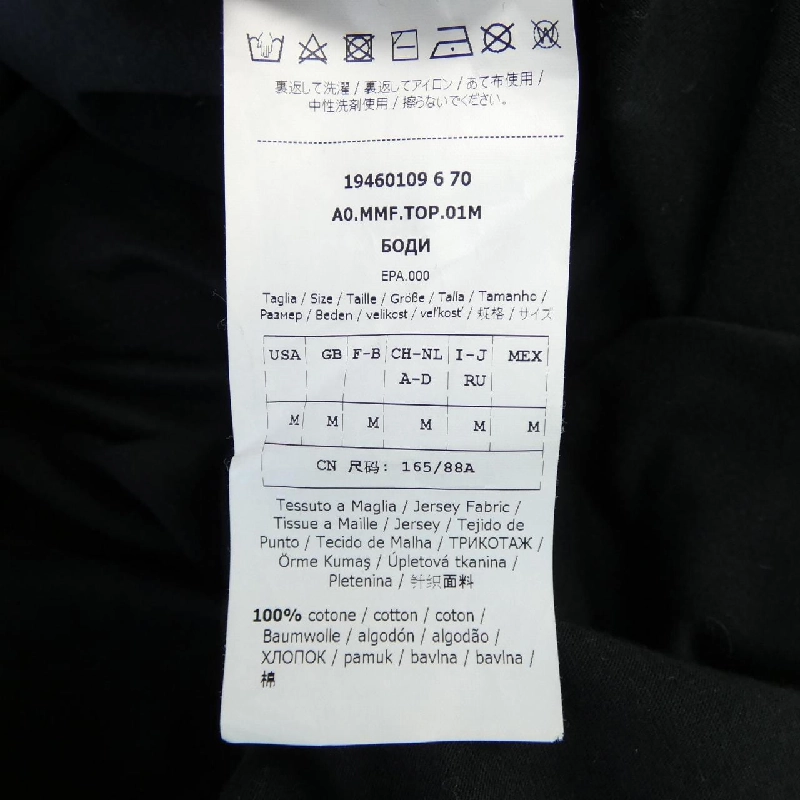 裏返して洗濯 / 裏返してアイロン / あて布使用 /
中性洗剤使用 / 擦らないでください。
19460109 6 70
A0.MMF.TOP.01M
БОДИ
EPA.000
Taglia / Size / Taille / Größe / Talla / Tamanho /
Размер / Beden / velikost / veľkosť / 规格 / サイズ
USA GB F-B CH-NL I-J MEX
A-D RU
M M M M M M
CN 尺码: 165/88A
Tessuto a Maglia / Jersey Fabric /
Tissue a Maille / Jersey / Tejido de
Punto / Tecido de Malha / ТРИКОТАЖ /
Örme Kumaş / Úpletová tkanina /
Pletenina / 针织面料
100% cotone / cotton / coton /
Baumwolle / algodón / algodão /
ХЛОПОК / pamuk / bavlna / bavlna /
棉